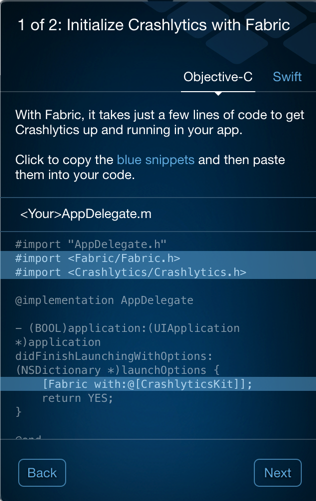 1 of 2: Initialize Crashlytics with Fabric
Objective-C Swift
With Fabric, it takes just a few lines of code to get
Crashlytics up and running in your app.
Click to copy the blue snippets and then paste
them into your code.
<Your>AppDelegate.m
#import "AppDelegate.h"
#import <Fabric/Fabric.h>
#import <Crashlytics/Crashlytics.h>
@implementation AppDelegate
- (BOOL)application:(UIApplication
*)application
didFinishLaunchingWithOptions:
(NSDictionary *)launchOptions {
[Fabric with:@[CrashlyticsKit]];
return YES;
}
Back Next